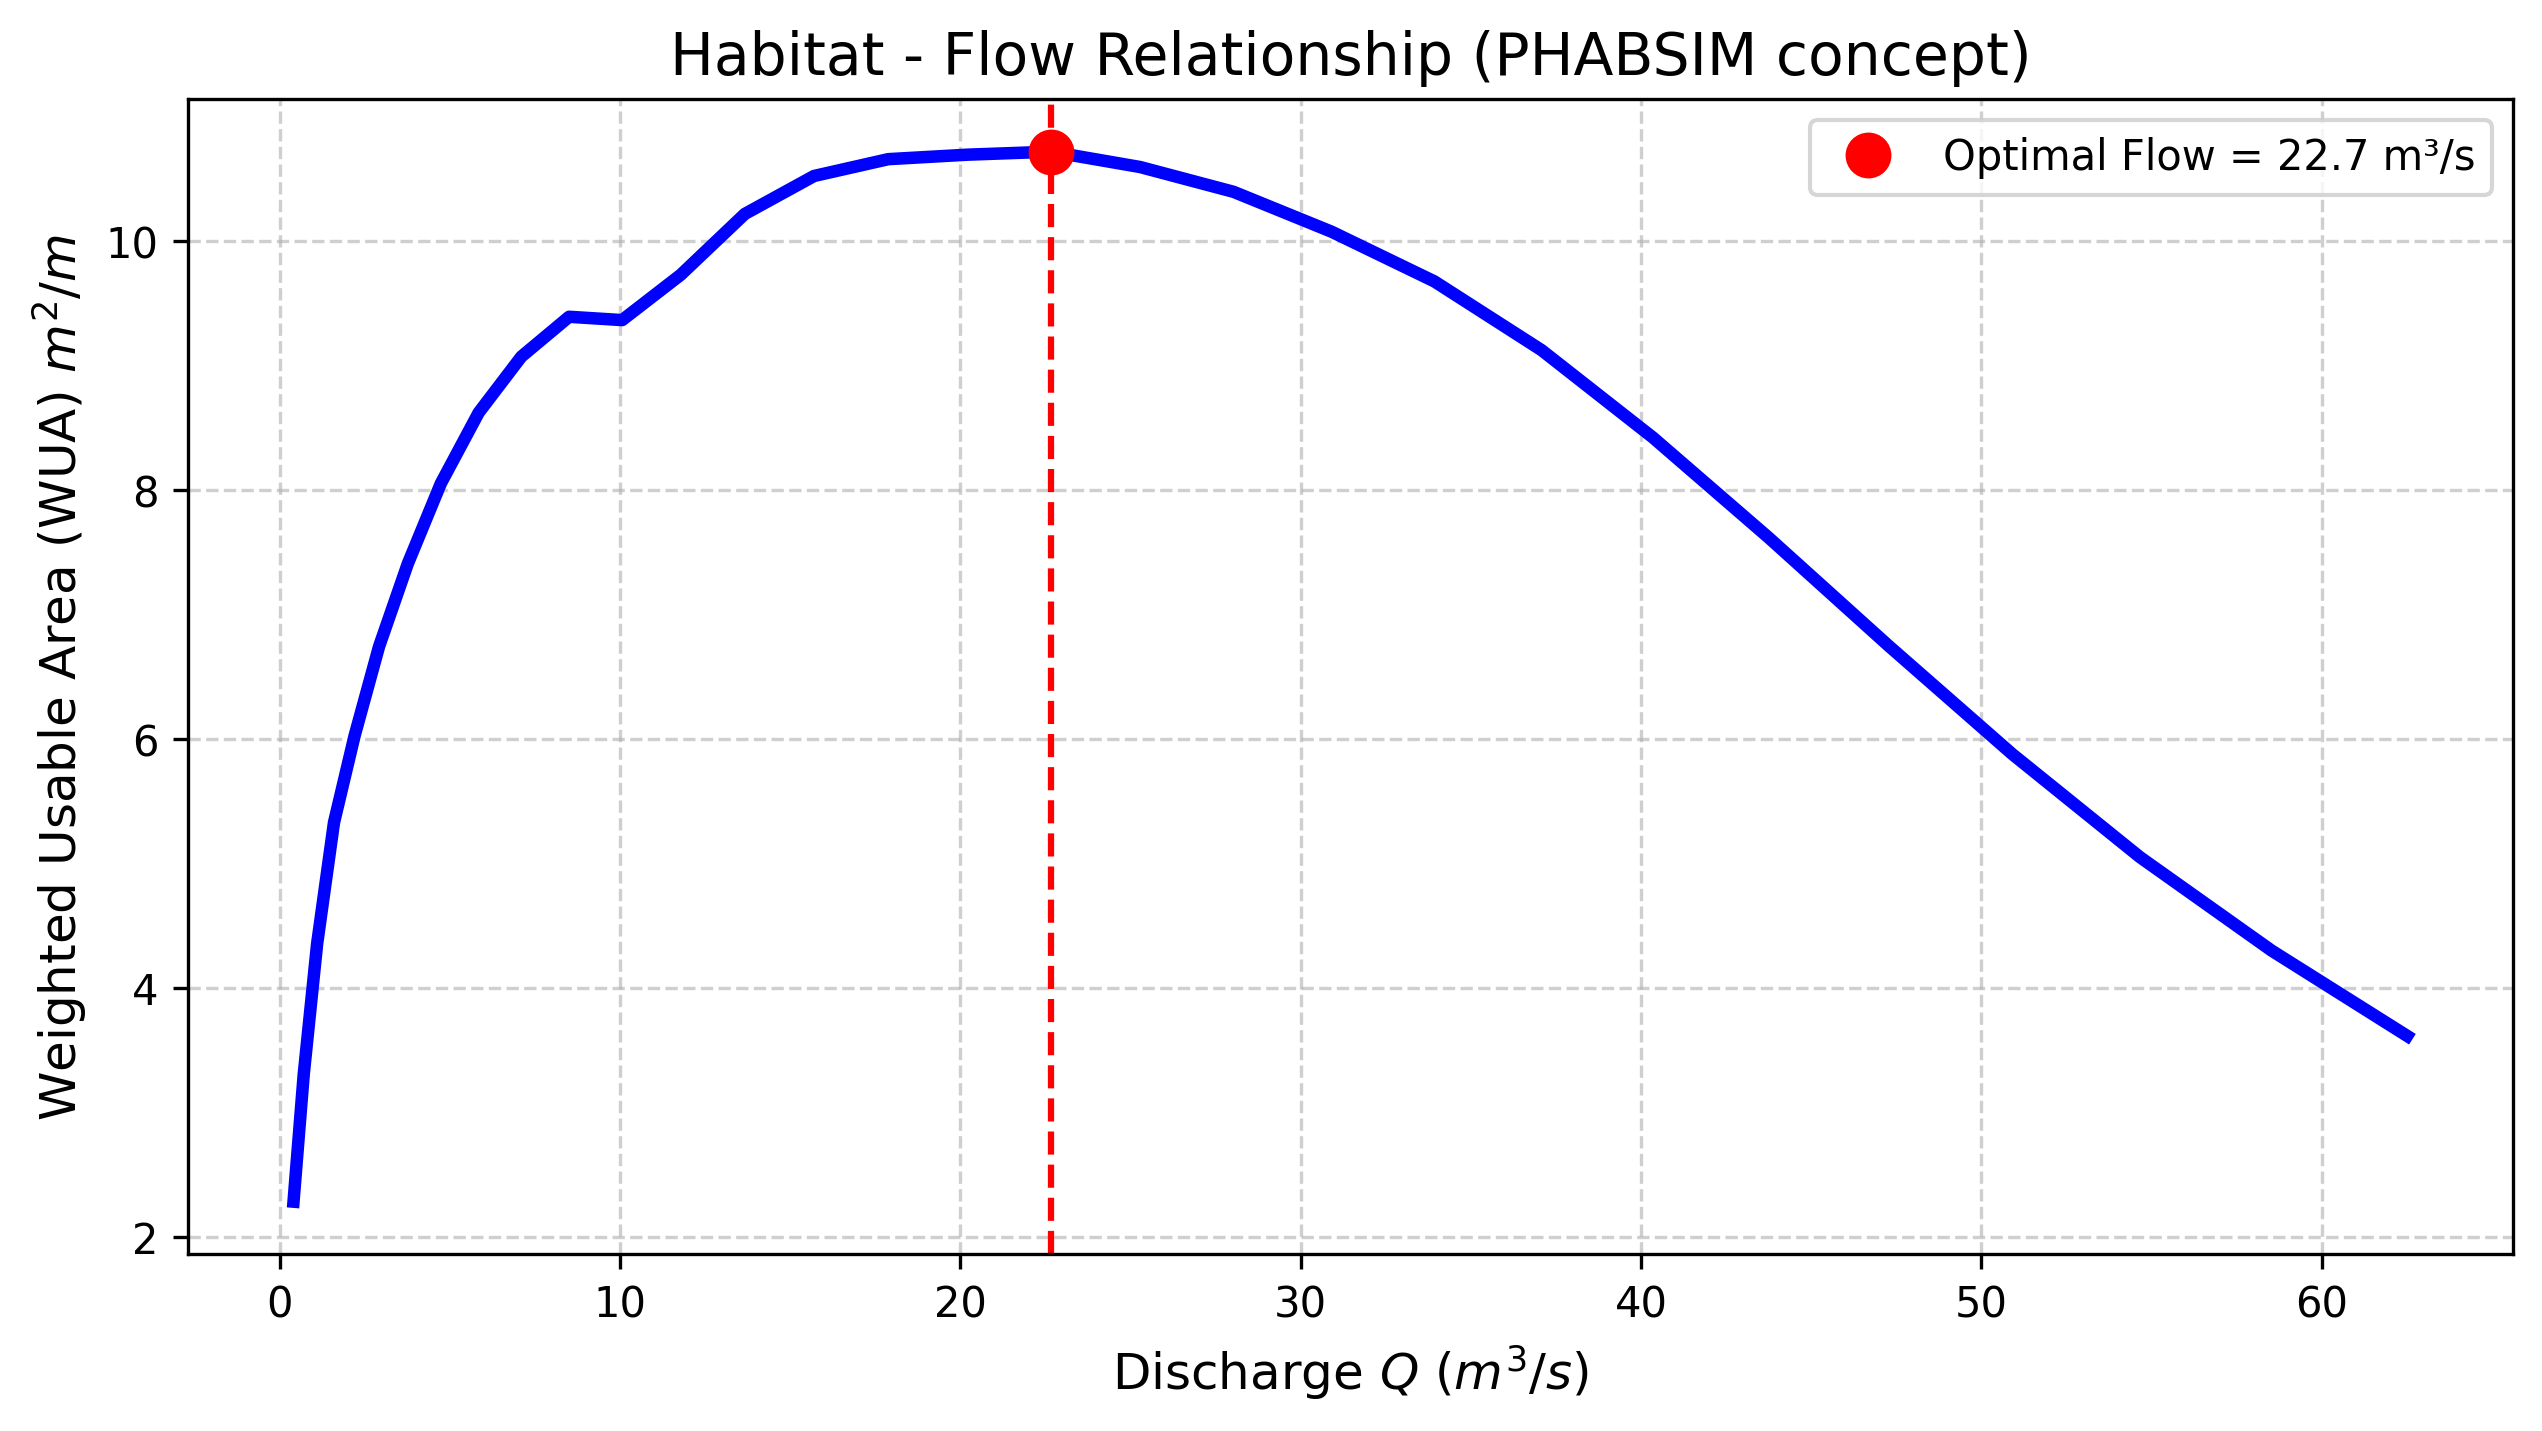 Habitat - Flow Relationship (PHABSIM concept)
Optimal Flow = 22.7 m³/s
Weighted Usable Area (WUA) m²/m
10
8
6
4
2
0 10 20 30 40 50 60
Discharge Q (m³/s)